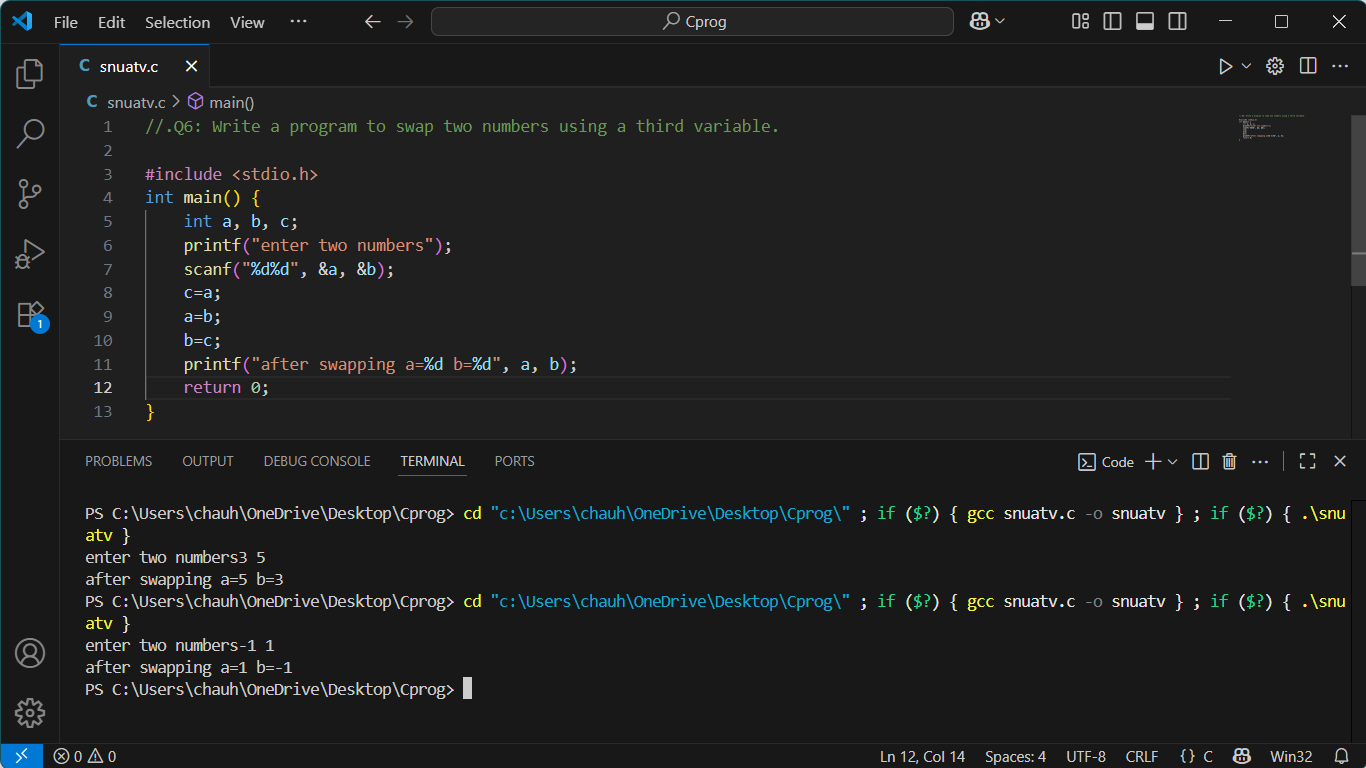 File Edit Selection View ··· Cprog
C snuatv.c
C snuatv.c > main()
1 //.Q6: Write a program to swap two numbers using a third variable.
2
3 #include <stdio.h>
4 int main() {
5 int a, b, c;
6 printf("enter two numbers");
7 scanf("%d%d", &a, &b);
8 c=a;
9 a=b;
10 b=c;
11 printf("after swapping a=%d b=%d", a, b);
12 return 0;
13 }
1
PROBLEMS OUTPUT DEBUG CONSOLE TERMINAL PORTS Code
PS C:\Users\chauh\OneDrive\Desktop\Cprog> cd "c:\Users\chauh\OneDrive\Desktop\Cprog\" ; if ($?) { gcc snuatv.c -o snuatv } ; if ($?) { .\snu
atv }
enter two numbers3 5
after swapping a=5 b=3
PS C:\Users\chauh\OneDrive\Desktop\Cprog> cd "c:\Users\chauh\OneDrive\Desktop\Cprog\" ; if ($?) { gcc snuatv.c -o snuatv } ; if ($?) { .\snu
atv }
enter two numbers-1 1
after swapping a=1 b=-1
PS C:\Users\chauh\OneDrive\Desktop\Cprog>
0 0 Ln 12, Col 14 Spaces: 4 UTF-8 CRLF {} C Win32